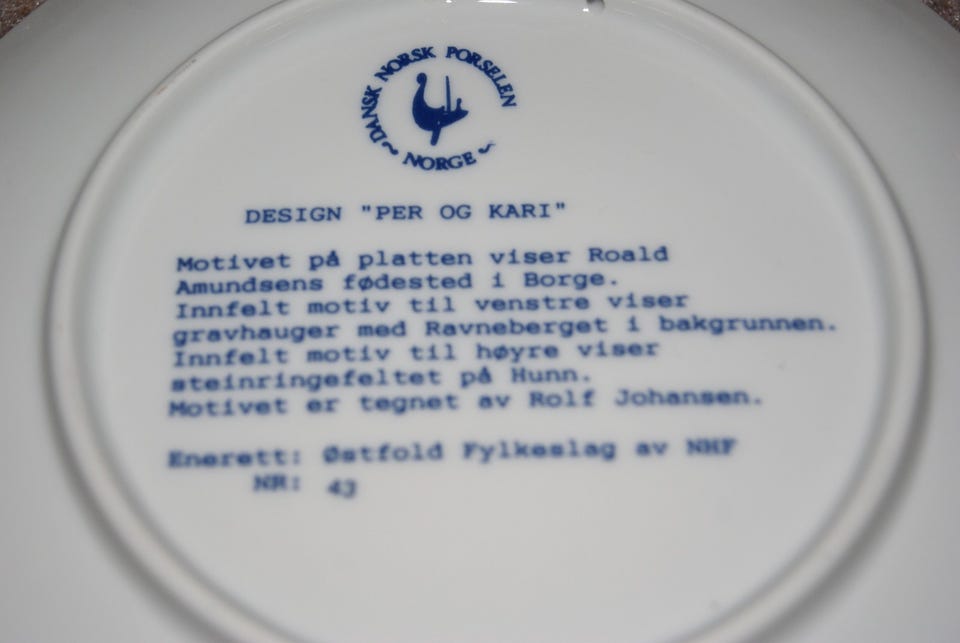 ~ DANSK NORSK PORSELEN ~
NORGE
DESIGN "PER OG KARI"
Motivet på platten viser Roald
Amundsens fødested i Borge.
Innfelt motiv til venstre viser
gravhauger med Ravneberget i bakgrunnen.
Innfelt motiv til høyre viser
steinringefeltet på Hunn.
Motivet er tegnet av Rolf Johansen.
Enerett: Østfold Fylkeslag av NHF
NR: 43